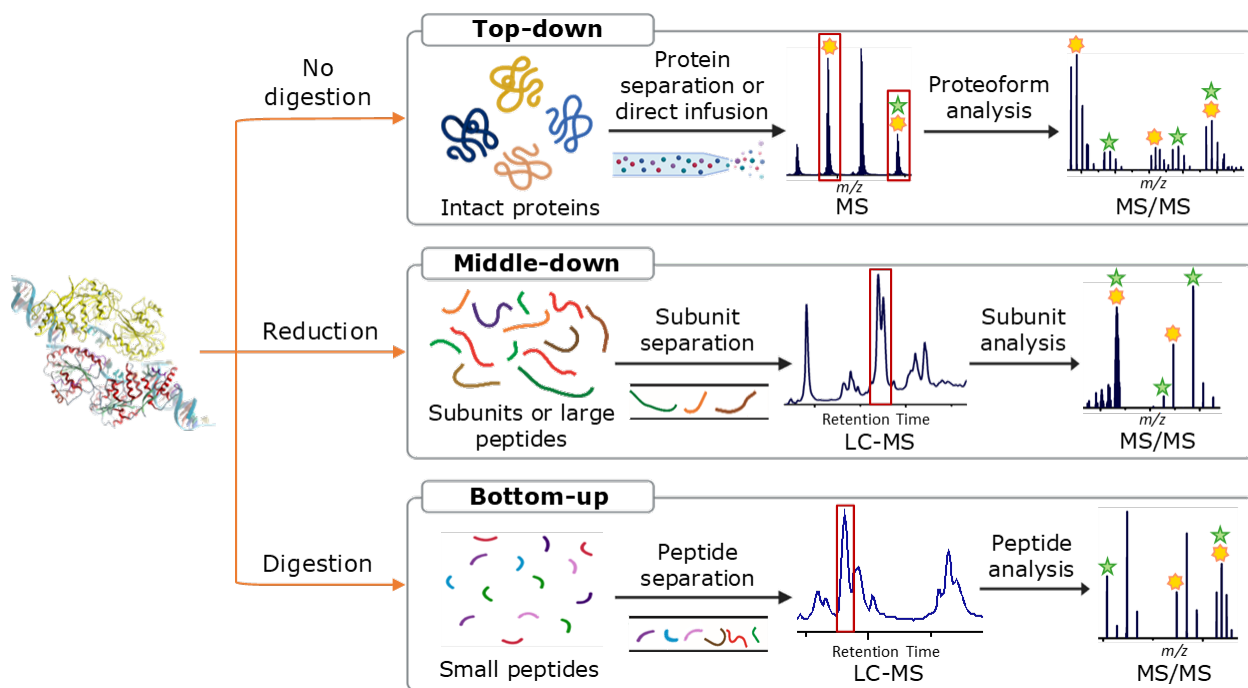 Top-down
No
digestion
Intact proteins
Protein
separation or
direct infusion
m/z
MS
Proteoform
analysis
m/z
MS/MS
Middle-down
Reduction
Subunits or large
peptides
Subunit
separation
Retention Time
LC-MS
Subunit
analysis
m/z
MS/MS
Bottom-up
Digestion
Small peptides
Peptide
separation
Retention Time
LC-MS
Peptide
analysis
m/z
MS/MS